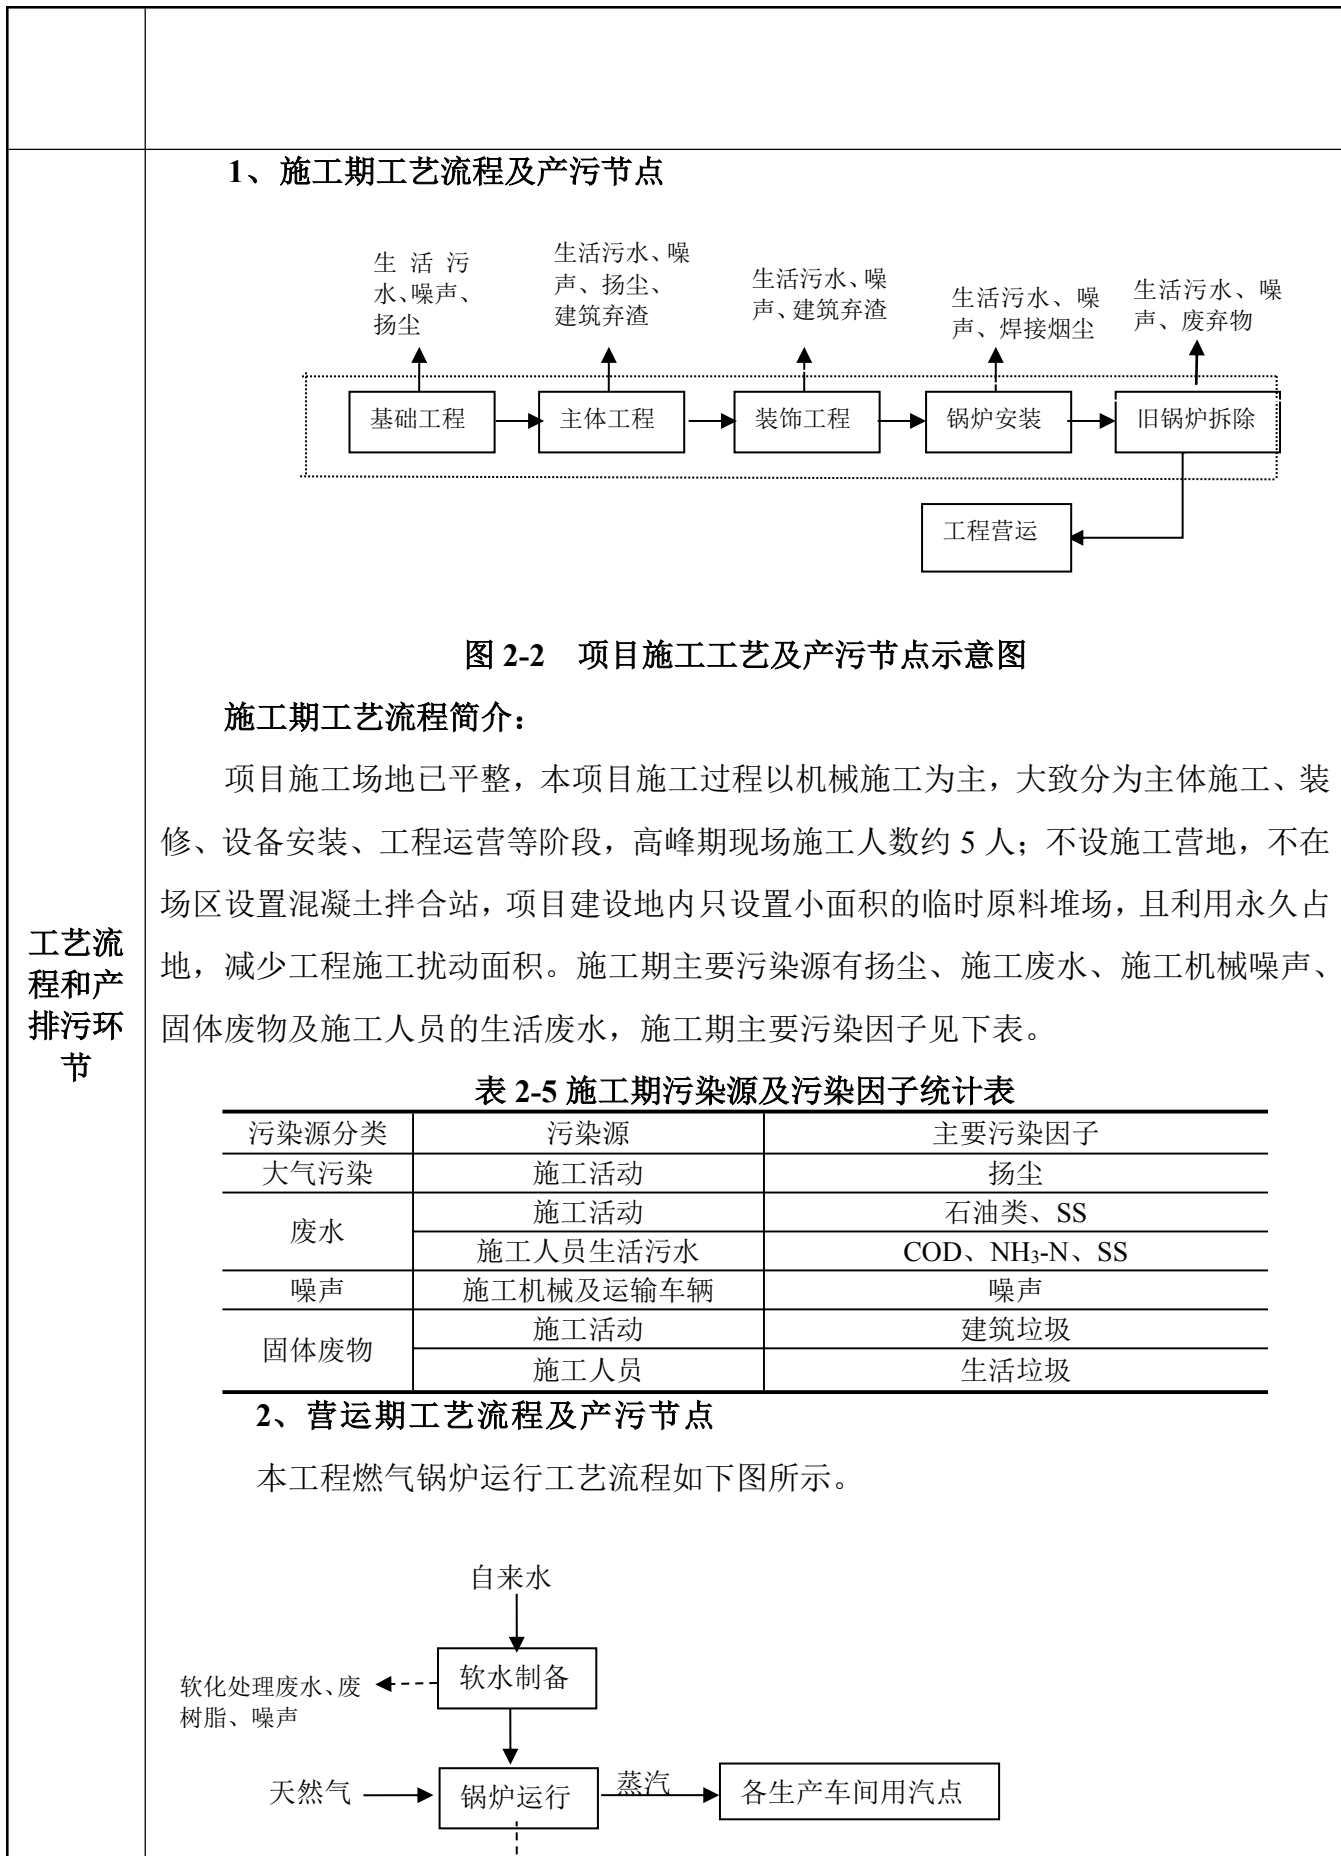 1、施工期工艺流程及产污节点
生 活 污
水、噪声、
扬尘
生活污水、噪
声、扬尘、
建筑弃渣
生活污水、噪
声、建筑弃渣
生活污水、噪
声、焊接烟尘
生活污水、噪
声、废弃物
基础工程
主体工程
装饰工程
锅炉安装
旧锅炉拆除
工程营运
图 2-2 项目施工工艺及产污节点示意图
施工期工艺流程简介：
项目施工场地已平整，本项目施工过程以机械施工为主，大致分为主体施工、装
修、设备安装、工程运营等阶段，高峰期现场施工人数约 5 人；不设施工营地，不在
场区设置混凝土拌合站，项目建设地内只设置小面积的临时原料堆场，且利用永久占
地，减少工程施工扰动面积。施工期主要污染源有扬尘、施工废水、施工机械噪声、
固体废物及施工人员的生活废水，施工期主要污染因子见下表。
工艺流
程和产
排污环
节
表 2-5 施工期污染源及污染因子统计表
污染源分类 污染源 主要污染因子
大气污染 施工活动 扬尘
废水 施工活动 石油类、SS
施工人员生活污水 COD、NH₃-N、SS
噪声 施工机械及运输车辆 噪声
固体废物 施工活动 建筑垃圾
施工人员 生活垃圾
2、营运期工艺流程及产污节点
本工程燃气锅炉运行工艺流程如下图所示。
自来水
软水制备
软化处理废水、废
树脂、噪声
天然气
锅炉运行
蒸汽
各生产车间用汽点